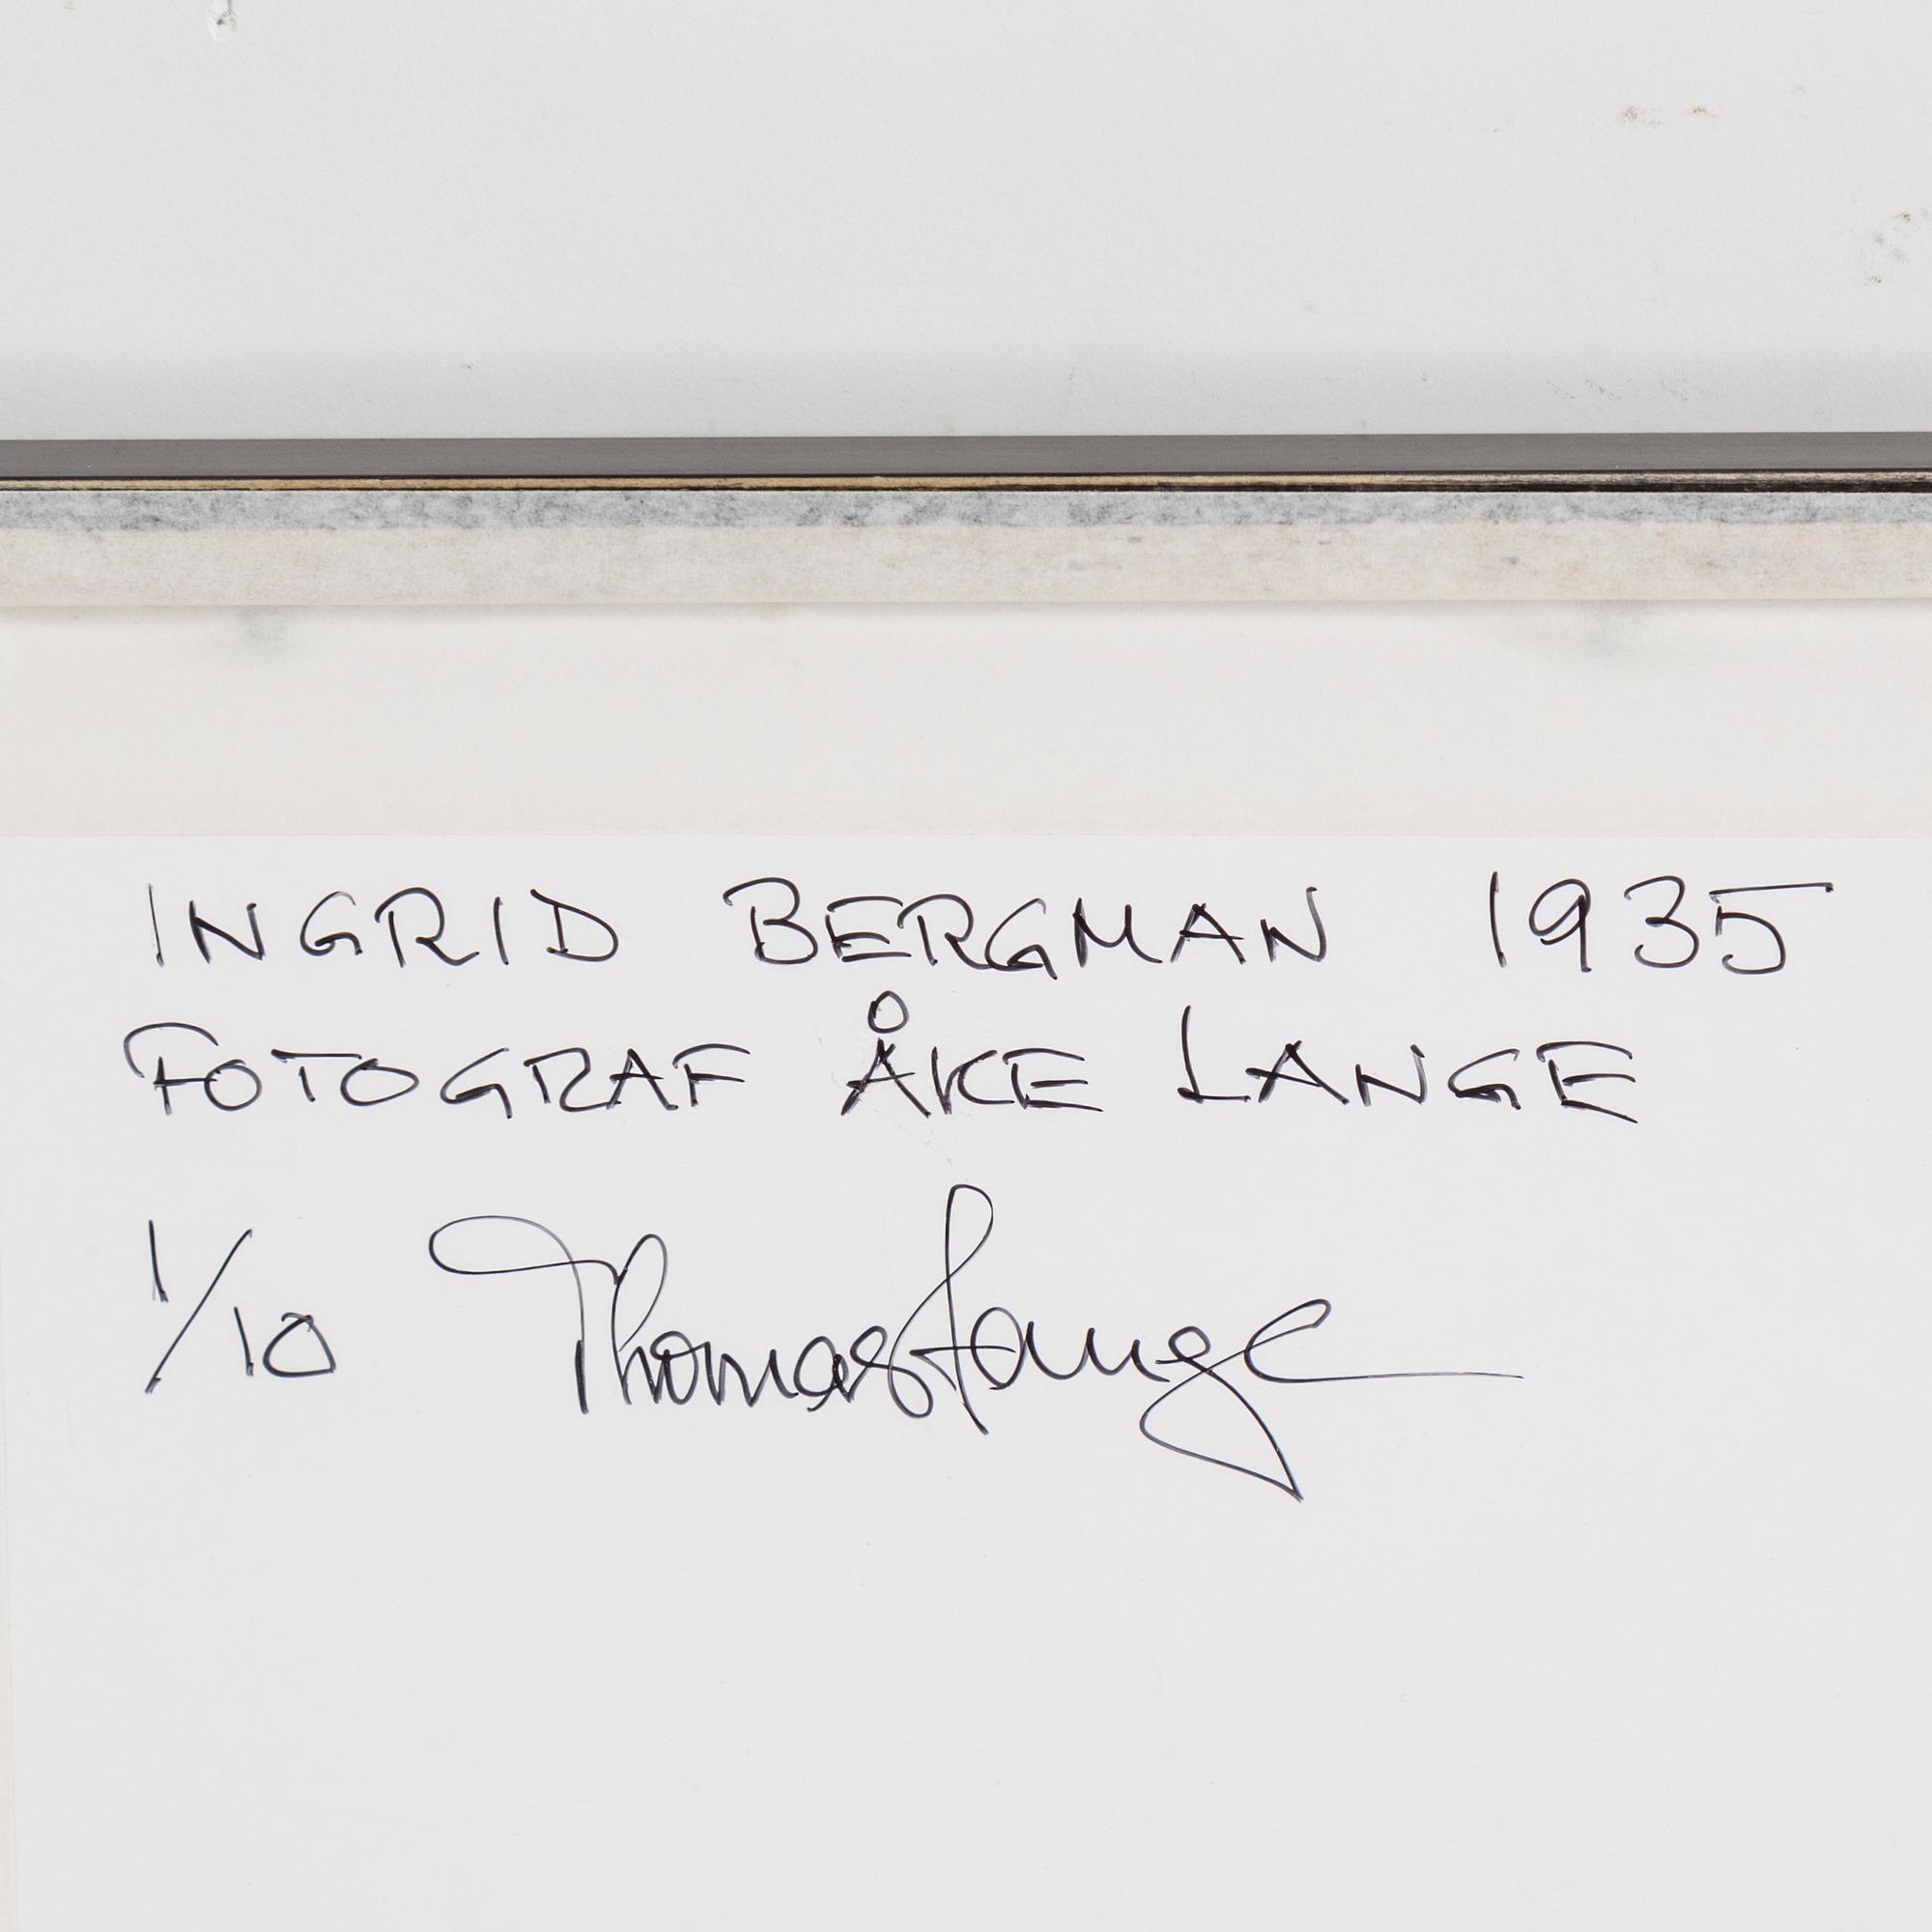 INGRID BERGMAN 1935
FOTOGRAF ÅKE LANGE
1/10 Thomas Lange